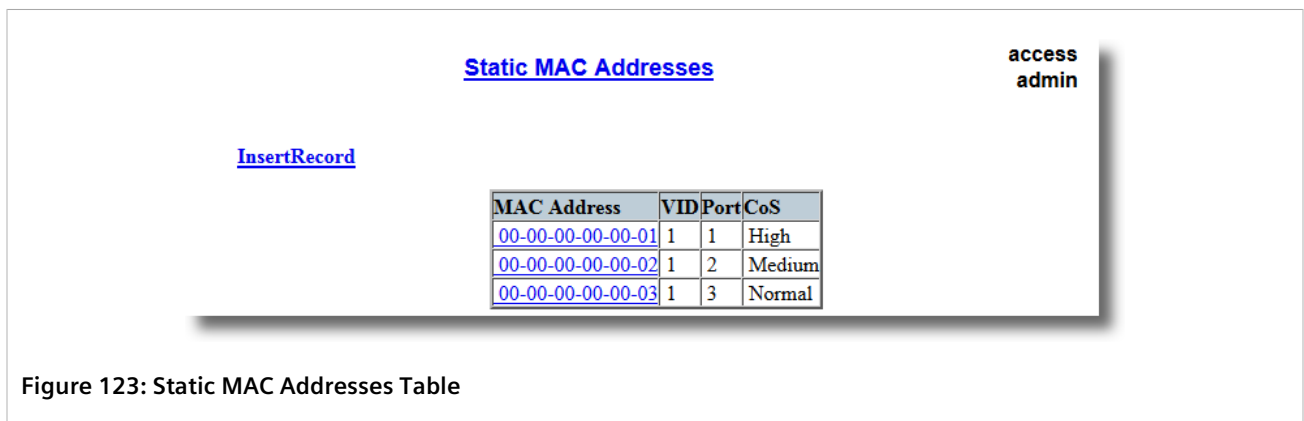 Static MAC Addresses
access
admin
InsertRecord
MAC Address VID Port CoS
00-00-00-00-00-01 1 1 High
00-00-00-00-00-02 1 2 Medium
00-00-00-00-00-03 1 3 Normal
Figure 123: Static MAC Addresses Table